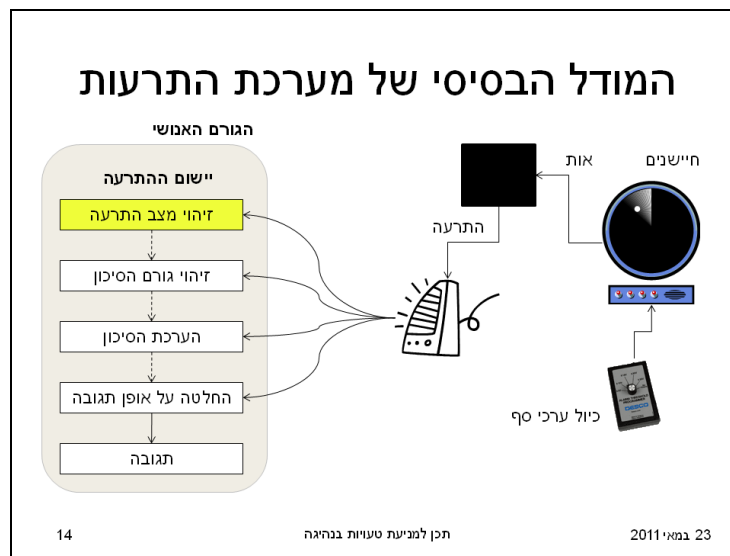 המודל הבסיסי של מערכת התרעות
הגורם האנושי
חיישנים
אות
התרעה
כיול ערכי סף
יישום ההתרעה
זיהוי מצב התרעה
זיהוי גורם הסיכון
הערכת הסיכון
החלטה על אופן תגובה
תגובה
23 במאי 2011
תכן למניעת טעויות בנהיגה
14